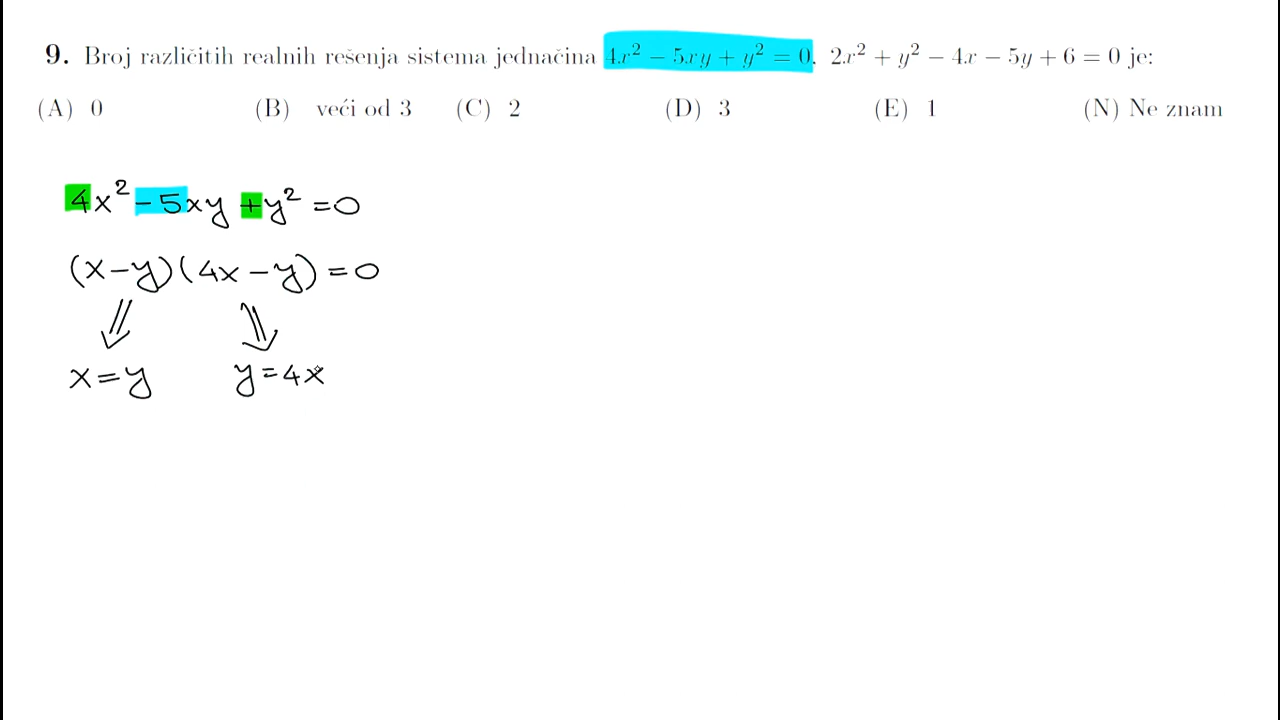 9. Broj različitih realnih rešenja sistema jednačina 4x² − 5xy + y² = 0, 2x² + y² − 4x − 5y + 6 = 0 je:
(A) 0 (B) veći od 3 (C) 2 (D) 3 (E) 1 (N) Ne znam
4x² − 5xy + y² = 0
(x − y)(4x − y) = 0
x = y y = 4x